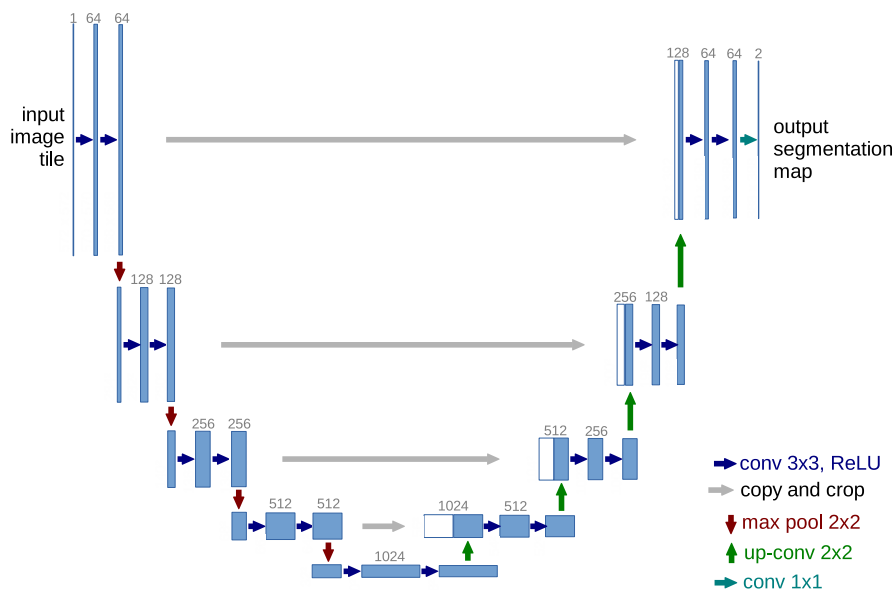 1 64 64
128 64 64 2
input
image
tile
output
segmentation
map
128 128
256 128
256 256
512 256
512 512
1024 512
1024
conv 3x3, ReLU
copy and crop
max pool 2x2
up-conv 2x2
conv 1x1